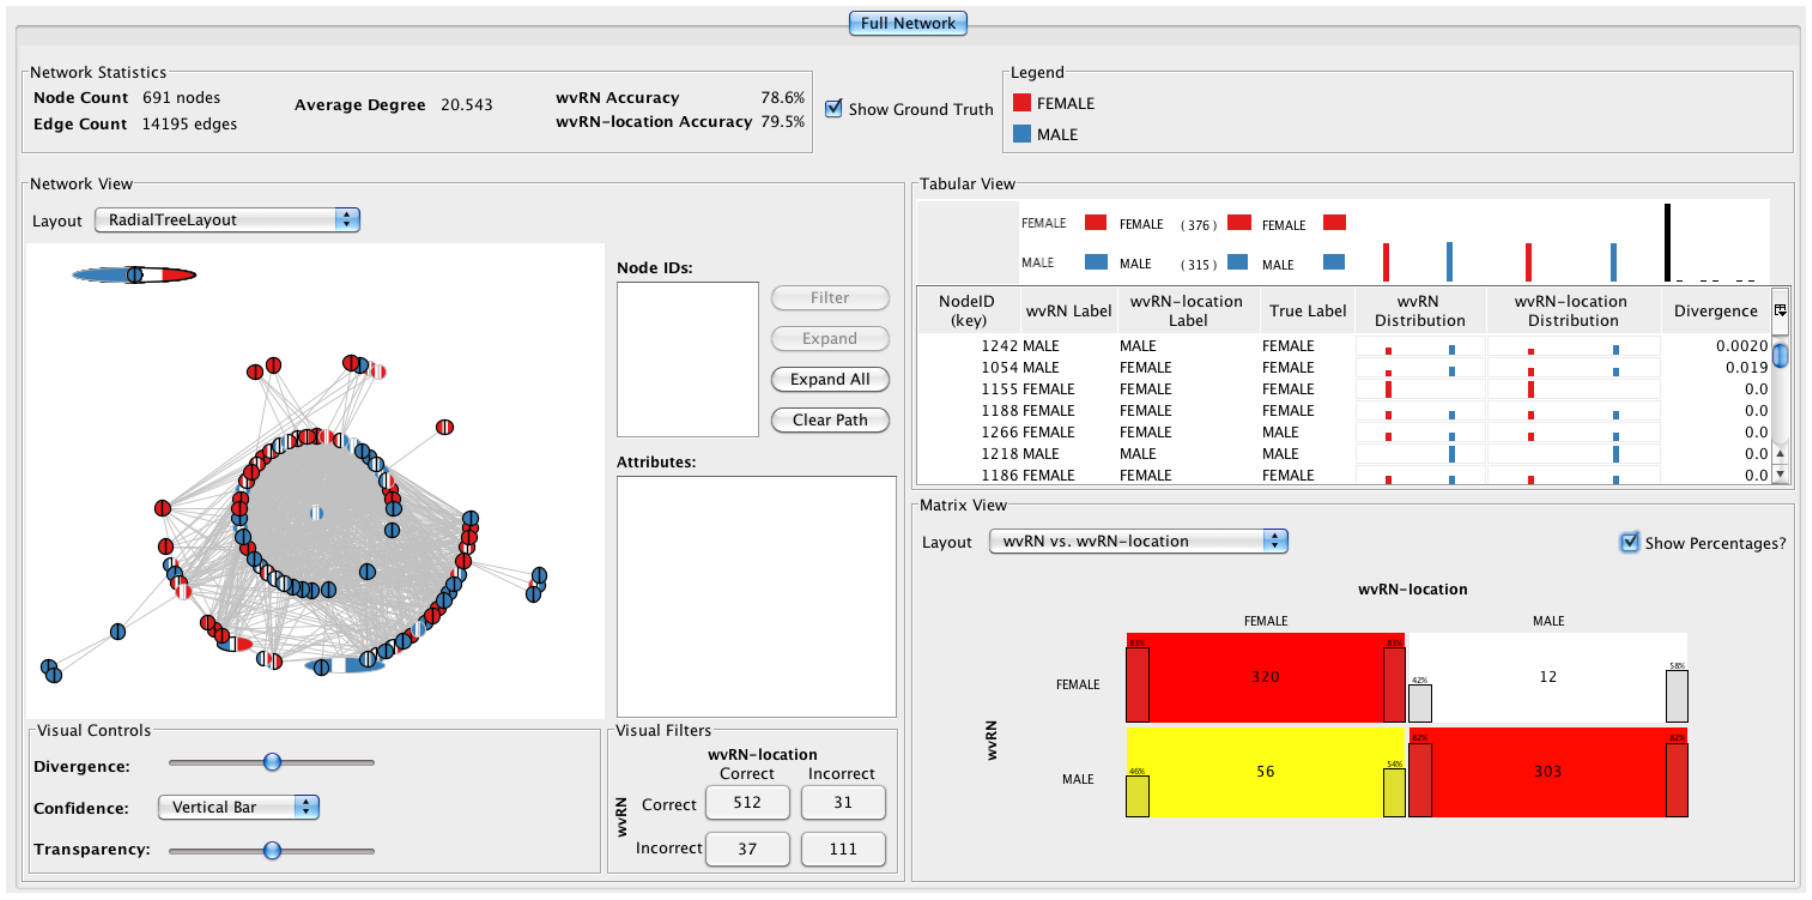 Full Network
Network Statistics
Node Count 691 nodes
Edge Count 14195 edges
Average Degree 20.543
wvRN Accuracy 78.6%
wvRN-location Accuracy 79.5%
Show Ground Truth
Legend
FEMALE
MALE
Network View
Layout RadialTreeLayout
Node IDs:
Filter
Expand
Expand All
Clear Path
Attributes:
Visual Controls
Divergence:
Confidence: Vertical Bar
Transparency:
Visual Filters
wvRN-location
Correct Incorrect
wvRN
Correct 512 31
Incorrect 37 111
Tabular View
FEMALE FEMALE (376) FEMALE
MALE MALE (315) MALE
NodeID (key) wvRN Label wvRN-location Label True Label wvRN Distribution wvRN-location Distribution Divergence
1242 MALE MALE FEMALE 0.0020
1054 MALE FEMALE FEMALE 0.019
1155 FEMALE FEMALE FEMALE 0.0
1188 FEMALE FEMALE FEMALE 0.0
1266 FEMALE FEMALE MALE 0.0
1218 MALE MALE MALE 0.0
1186 FEMALE FEMALE FEMALE 0.0
Matrix View
Layout wvRN vs. wvRN-location
Show Percentages?
wvRN-location
FEMALE MALE
wvRN
83% 83% 58%
FEMALE 320 42% 12
82% 82%
46% 54%
MALE 56 303